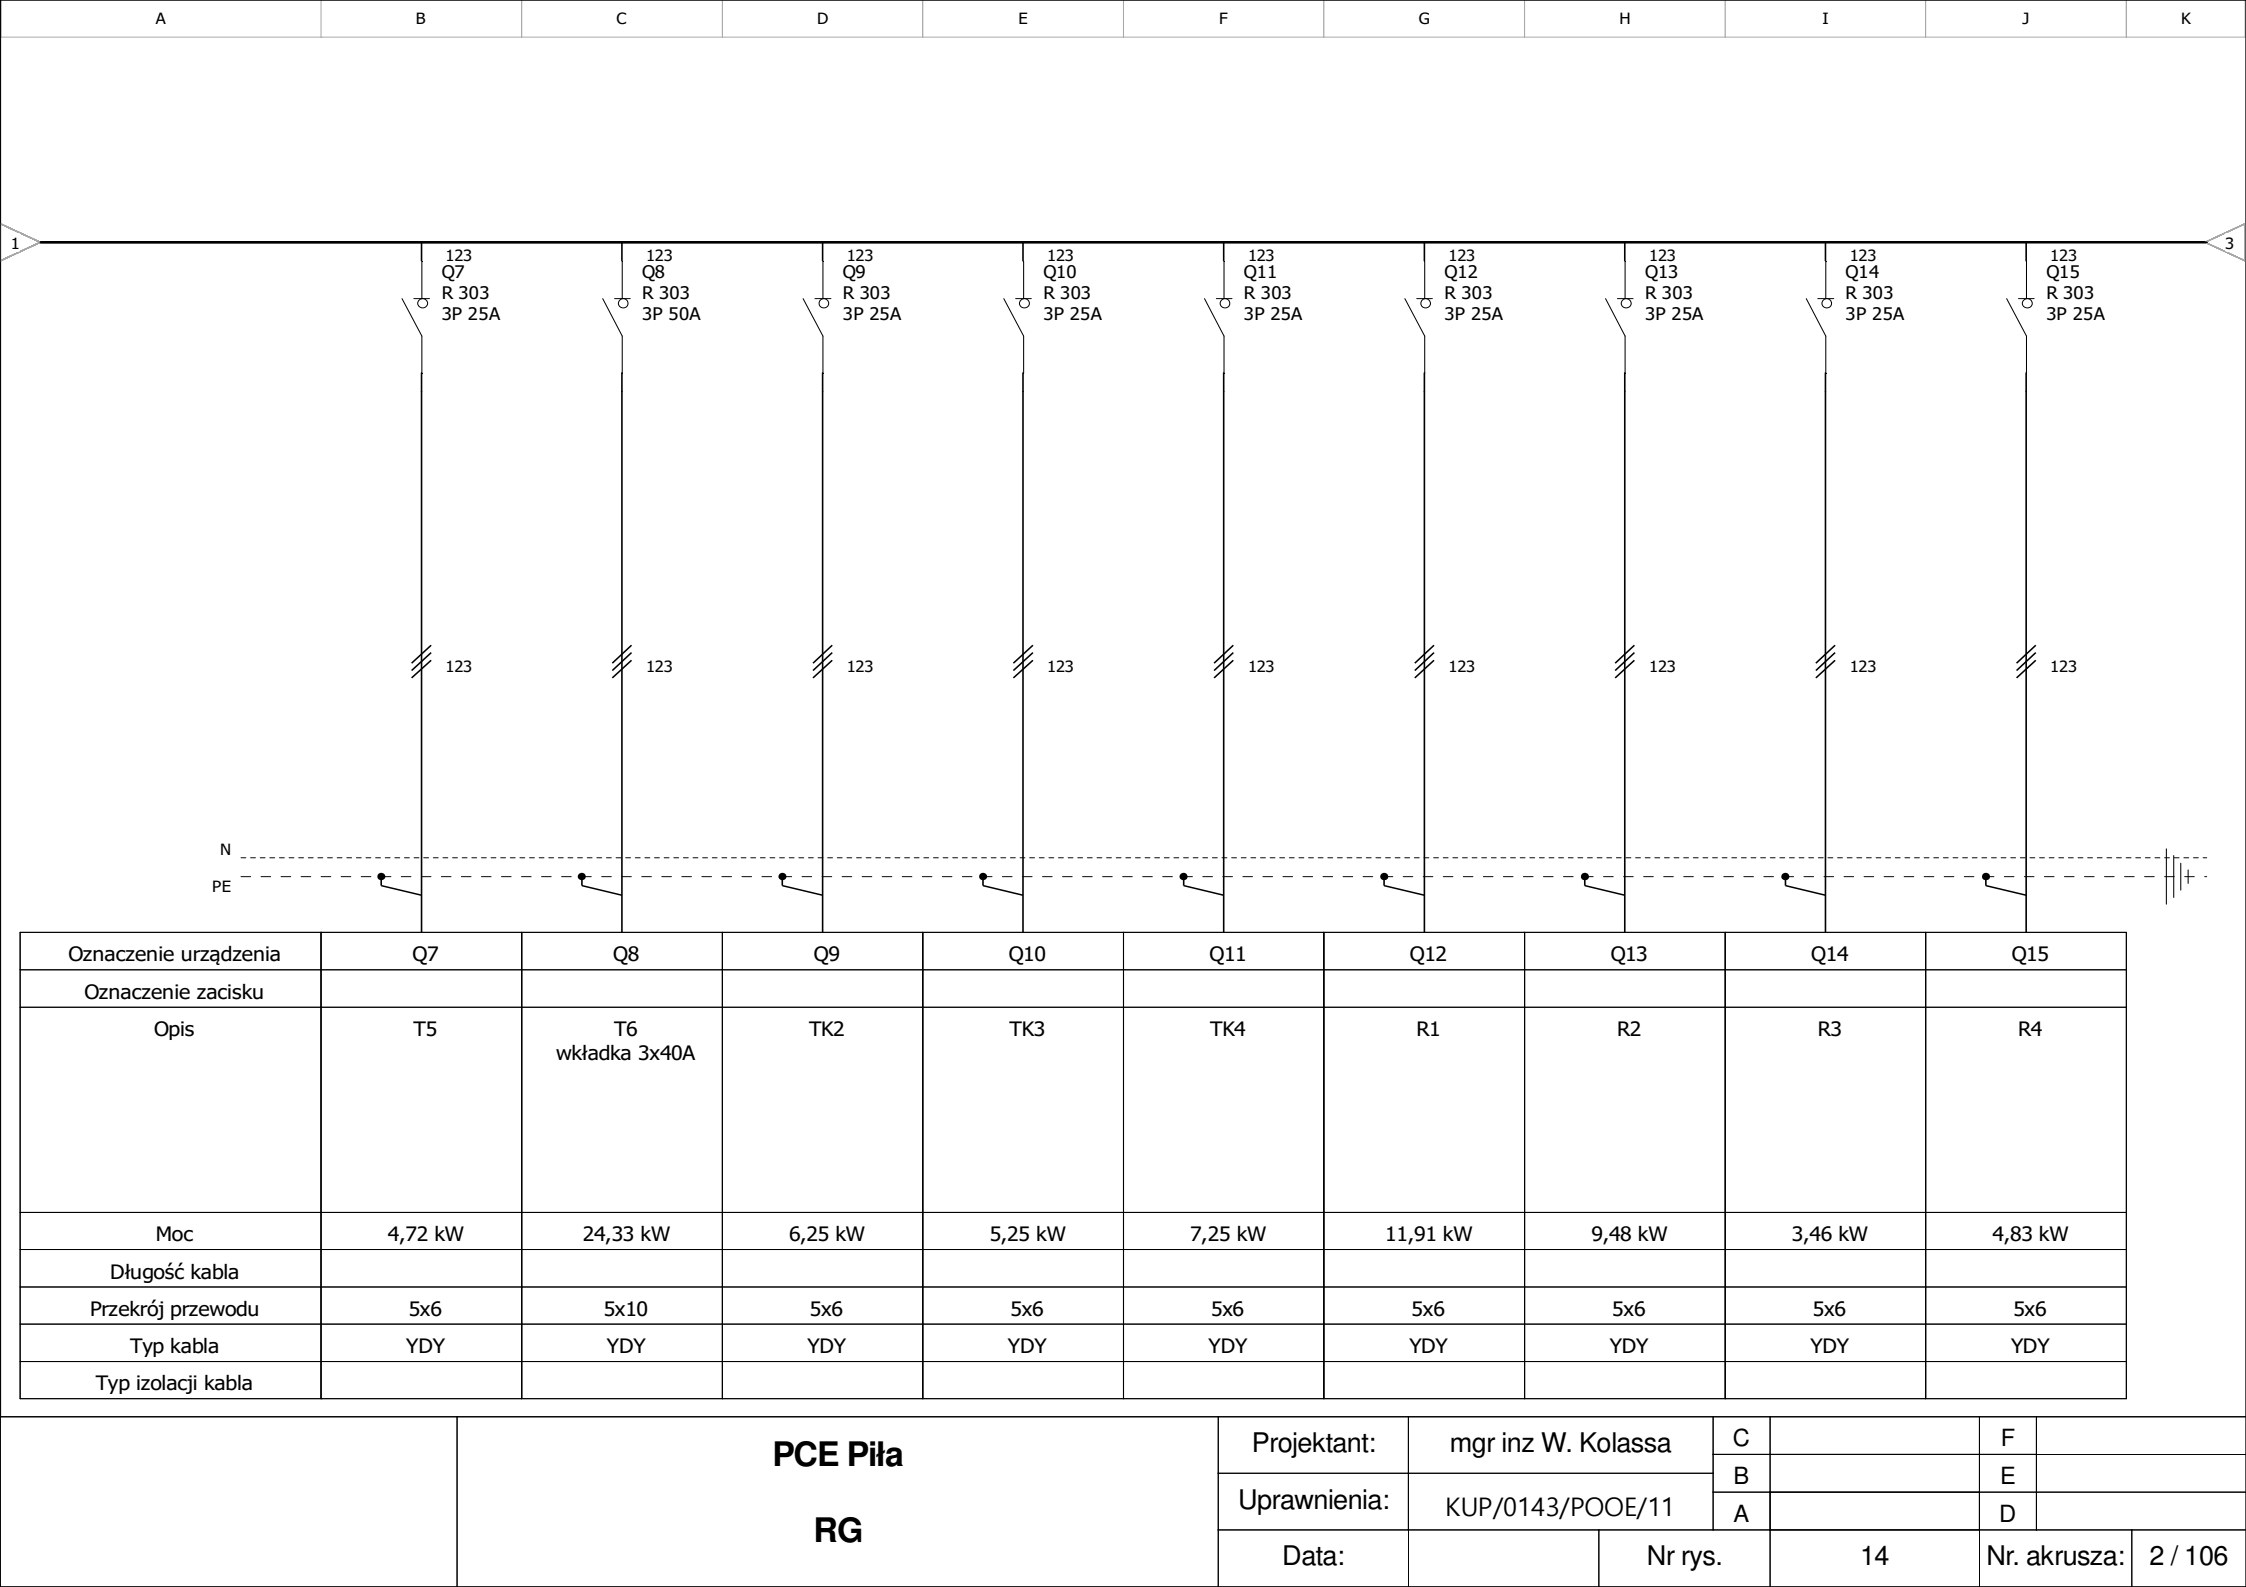 A B C D E F G H I J K
1 3
123 123 123 123 123 123 123 123 123
Q7 Q8 Q9 Q10 Q11 Q12 Q13 Q14 Q15
R 303 R 303 R 303 R 303 R 303 R 303 R 303 R 303 R 303
3P 25A 3P 50A 3P 25A 3P 25A 3P 25A 3P 25A 3P 25A 3P 25A 3P 25A
123 123 123 123 123 123 123 123 123
N
PE
Oznaczenie urządzenia Q7 Q8 Q9 Q10 Q11 Q12 Q13 Q14 Q15
Oznaczenie zacisku
Opis T5 T6 TK2 TK3 TK4 R1 R2 R3 R4
wkładka 3x40A
Moc 4,72 kW 24,33 kW 6,25 kW 5,25 kW 7,25 kW 11,91 kW 9,48 kW 3,46 kW 4,83 kW
Długość kabla
Przekrój przewodu 5x6 5x10 5x6 5x6 5x6 5x6 5x6 5x6 5x6
Typ kabla YDY YDY YDY YDY YDY YDY YDY YDY YDY
Typ izolacji kabla
PCE Piła
RG
Projektant: mgr inz W. Kolassa C F
B E
Uprawnienia: KUP/0143/POOE/11 A D
Data: Nr rys. 14 Nr. akrusza: 2 / 106